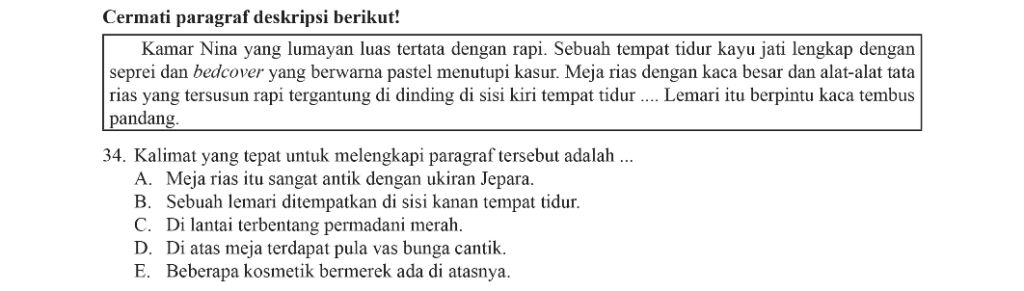 Cermati paragraf deskripsi berikut!
Kamar Nina yang lumayan luas tertata dengan rapi. Sebuah tempat tidur kayu jati lengkap dengan
seprei dan bedcover yang berwarna pastel menutupi kasur. Meja rias dengan kaca besar dan alat-alat tata
rias yang tersusun rapi tergantung di dinding di sisi kiri tempat tidur .... Lemari itu berpintu kaca tembus
pandang.
34. Kalimat yang tepat untuk melengkapi paragraf tersebut adalah ...
A. Meja rias itu sangat antik dengan ukiran Jepara.
B. Sebuah lemari ditempatkan di sisi kanan tempat tidur.
C. Di lantai terbentang permadani merah.
D. Di atas meja terdapat pula vas bunga cantik.
E. Beberapa kosmetik bermerek ada di atasnya.